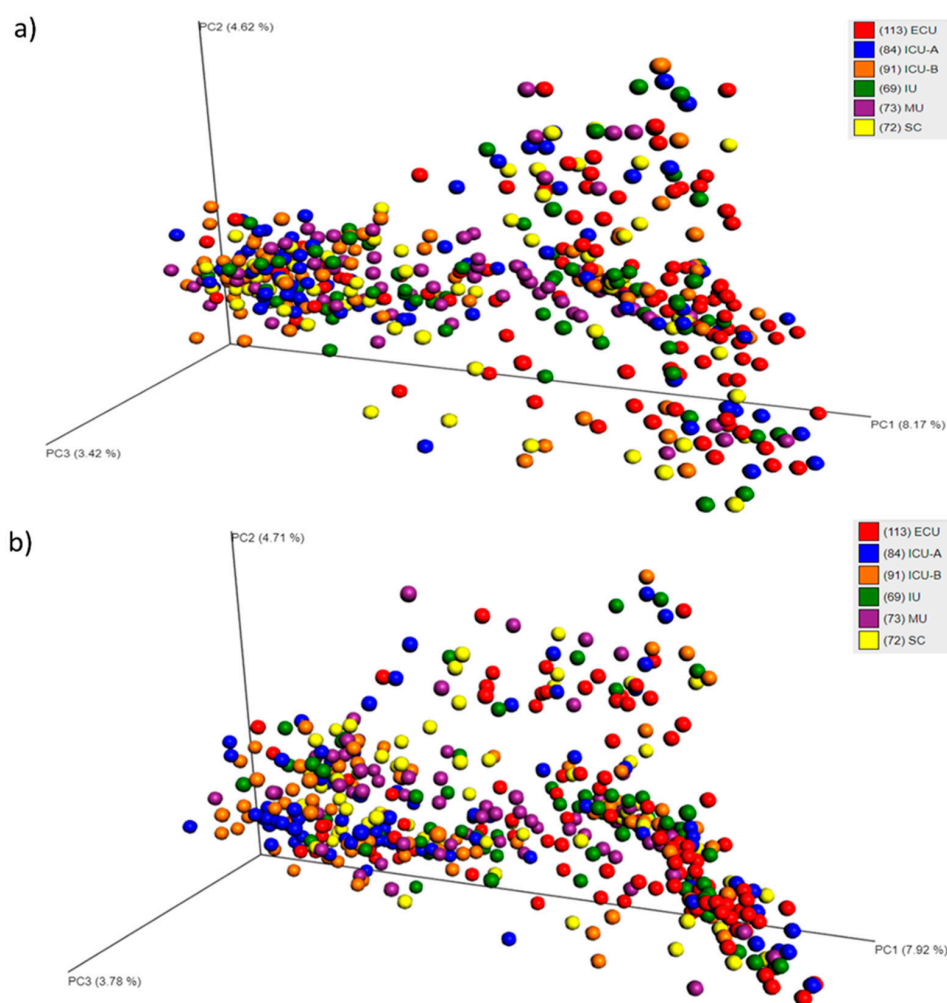 a)
PC2 (4.62 %)
(113) ECU
(84) ICU-A
(91) ICU-B
(69) IU
(73) MU
(72) SC
PC1 (8.17 %)
PC3 (3.42 %)
b)
PC2 (4.71 %)
(113) ECU
(84) ICU-A
(91) ICU-B
(69) IU
(73) MU
(72) SC
PC1 (7.92 %)
PC3 (3.78 %)